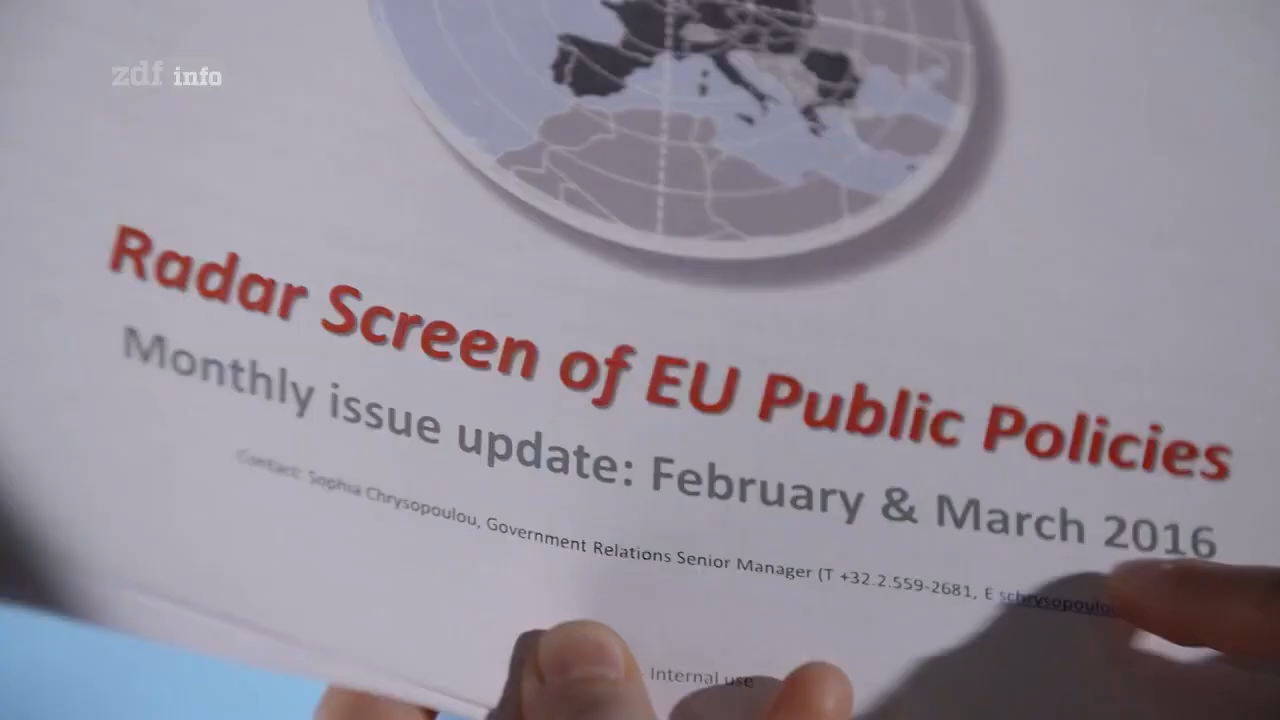 zdf info
Radar Screen of EU Public Policies
Monthly issue update: February & March 2016
Contact: Sophia Chrysopoulou, Government Relations Senior Manager (T +32.2.559-2681, E schrysopoulo
Internal use